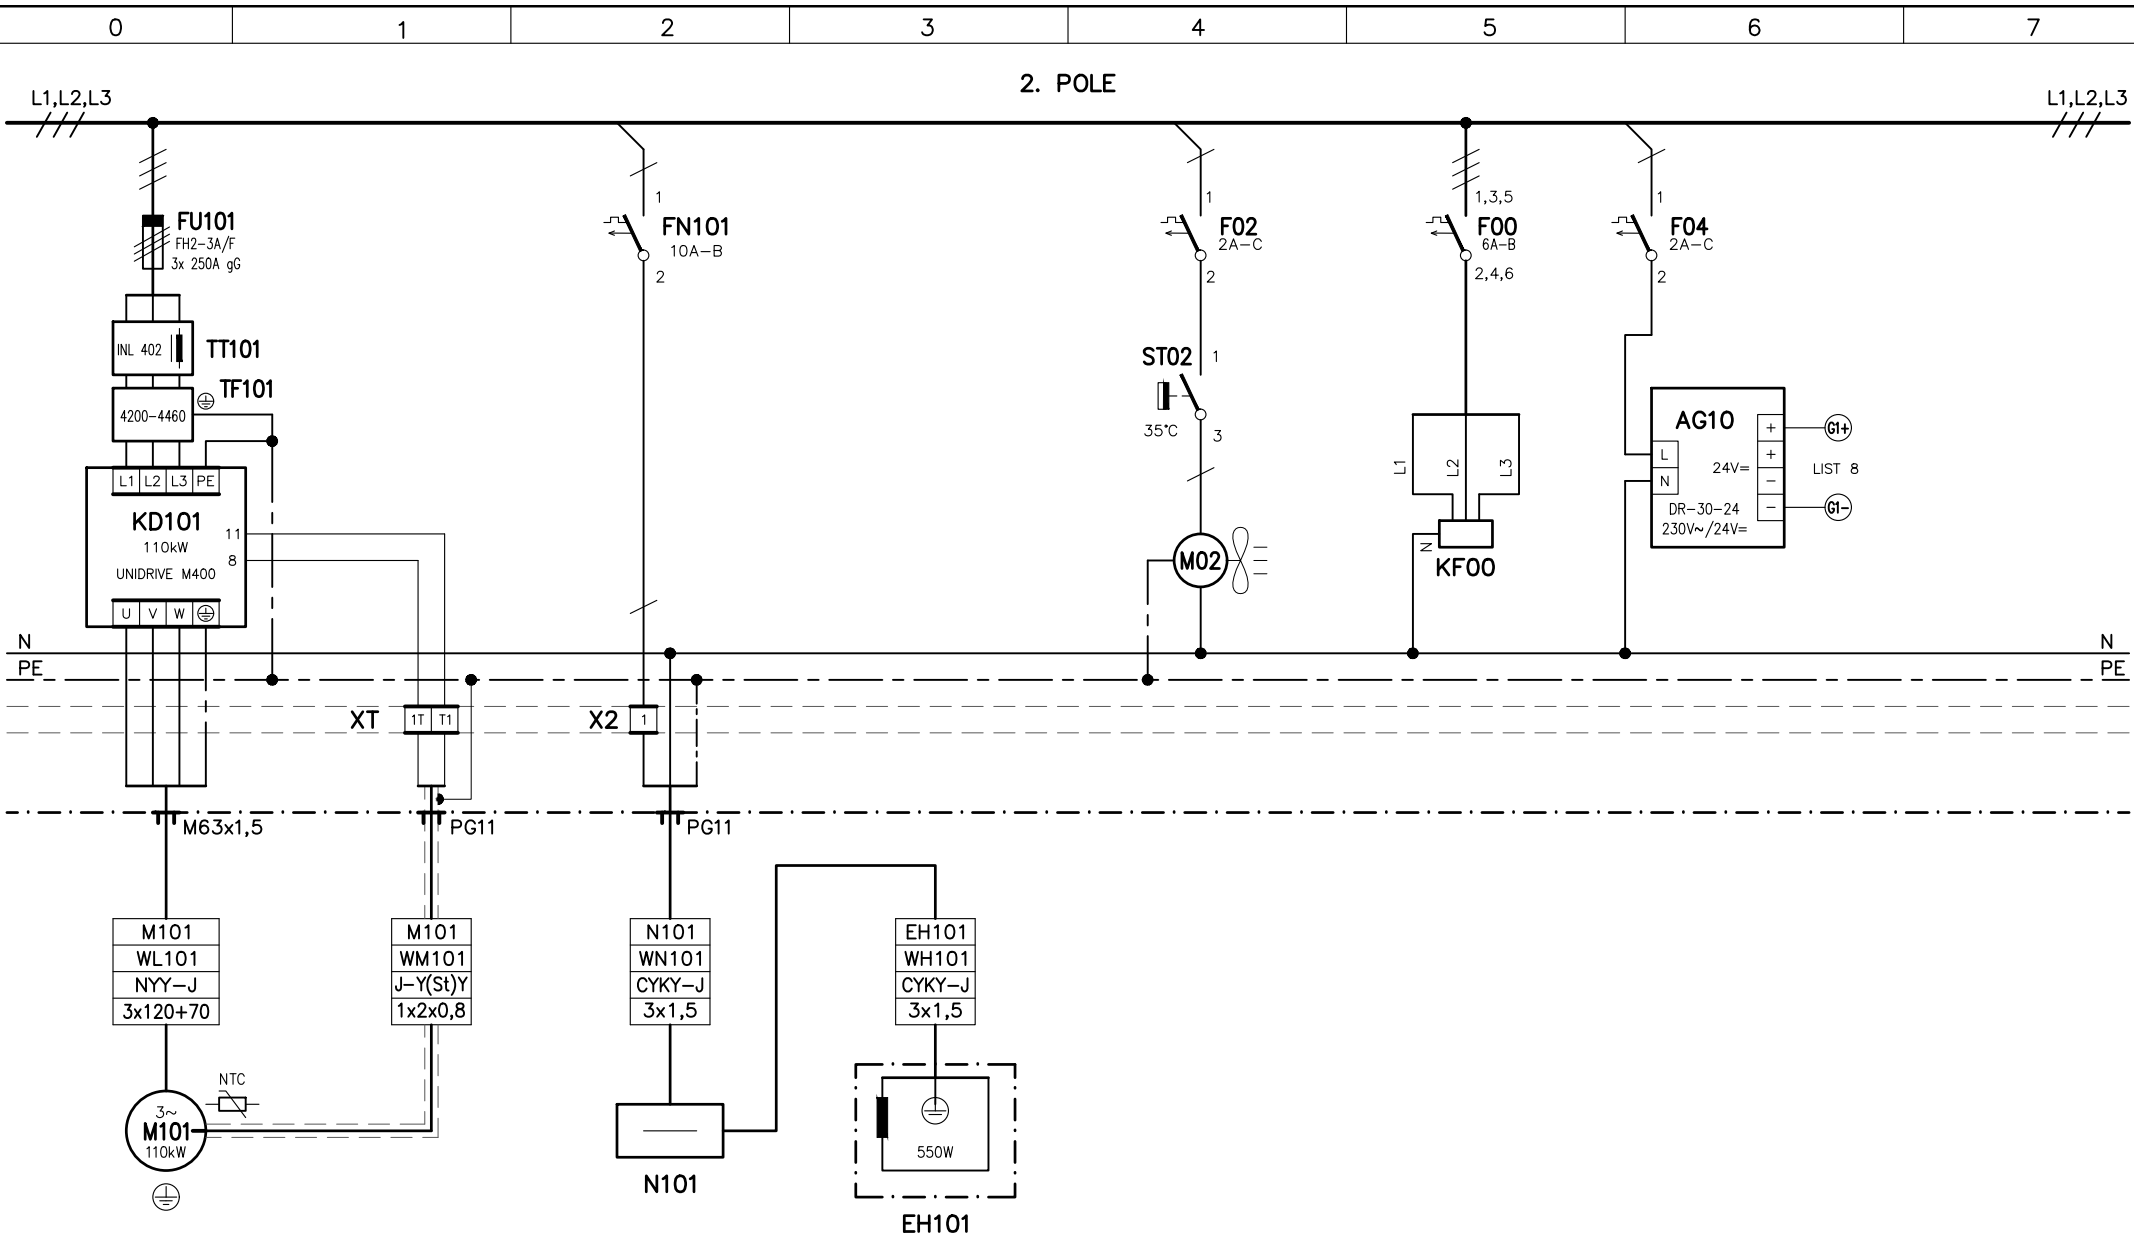 0 1 2 3 4 5 6 7
2. POLE
L1,L2,L3
L1,L2,L3
FU101
FH2-3A/F
3x 250A gG
1
FN101
10A-B
2
1
F02
2A-C
2
1,3,5
F00
6A-B
2,4,6
1
F04
2A-C
2
INL 402
TT101
TF101
4200-4460
L1 L2 L3 PE
KD101
110kW
UNIDRIVE M400
11
8
U V W
ST02
1
35°C
3
M02
L1 L2 L3
N
KF00
AG10
L
N
24V=
DR-30-24
230V~/24V=
+
+
-
-
G1+
LIST 8
G1-
N
N
PE
PE
XT
1T T1
X2
1
M63x1,5
PG11
PG11
M101
WL101
NYY-J
3x120+70
M101
WM101
J-Y(St)Y
1x2x0,8
N101
WN101
CYKY-J
3x1,5
EH101
WH101
CYKY-J
3x1,5
NTC
3~
M101
110kW
N101
550W
EH101